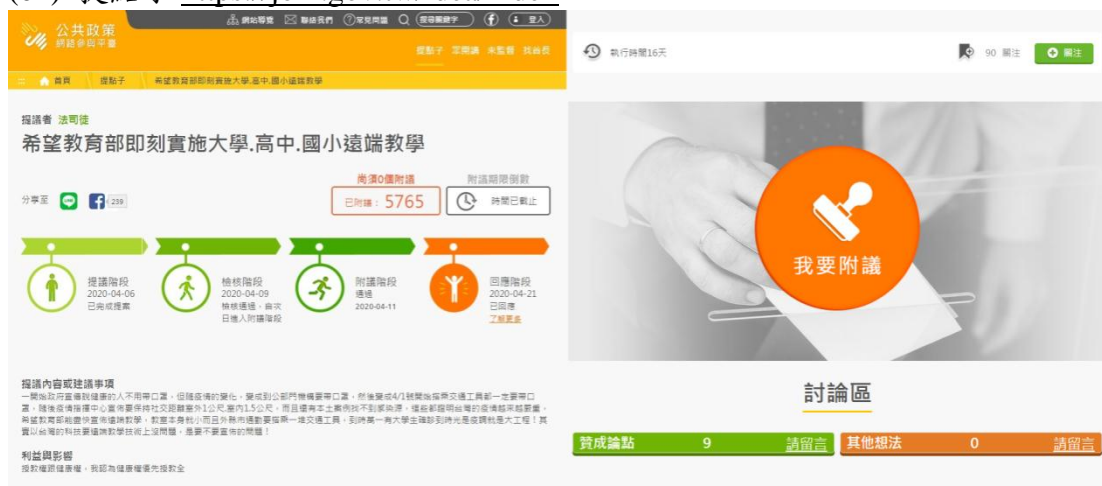 公共政策
網路參與平臺
網站導覽 聯絡我們 常見問題 搜尋關鍵字 登入
提點子 眾開講 來監督 找首長
首頁 提點子 希望教育部即刻實施大學.高中.國小遠端教學
提議者 法司徒
希望教育部即刻實施大學.高中.國小遠端教學
分享至 239
尚須0個附議
已附議： 5765
附議期限倒數
時間已截止
提議階段
2020-04-06
已完成提案
檢核階段
2020-04-09
檢核通過，自次
日進入附議階段
附議階段
通過
2020-04-11
回應階段
2020-04-21
已回應
了解更多
提議內容或建議事項
一開始政府宣導說健康的人不用帶口罩，但隨疫情的變化，變成到公部門機構要帶口罩，然後變成4/1號開始搭乘交通工具都一定要帶口
罩，隨後疫情指揮中心宣佈要保持社交距離室外1公尺.室內1.5公尺，而且還有本土案例找不到感染源，這些都證明台灣的疫情越來越嚴重，
希望教育部能盡快宣佈遠端教學，教室本身就小而且外縣市通勤要搭乘一堆交通工具，到時萬一有大學生確診到時光是疫調就是大工程！其
實以台灣的科技要遠端教學技術上沒問題，是要不要宣佈的問題！
利益與影響
授教權跟健康權，我認為健康權優先授教全
執行時間16天
90 關注
關注
我要附議
討論區
贊成論點 9 請留言
其他想法 0 請留言